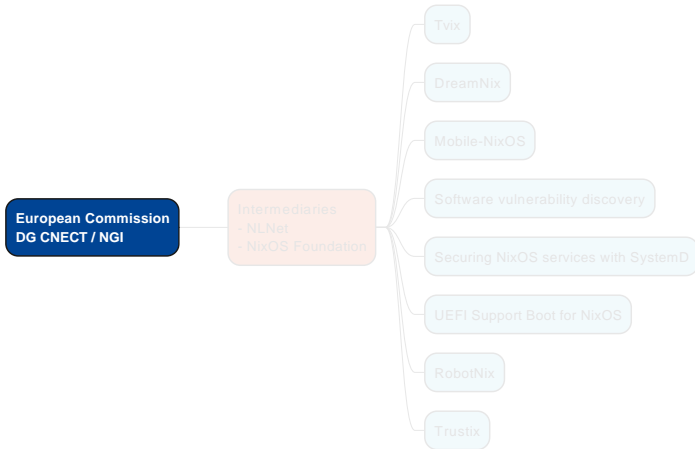 Tvix
DreamNix
Mobile-NixOS
European Commission
DG CNECT / NGI
Intermediaries
- NLNet
- NixOS Foundation
Software vulnerability discovery
Securing NixOS services with SystemD
UEFI Support Boot for NixOS
RobotNix
Trustix